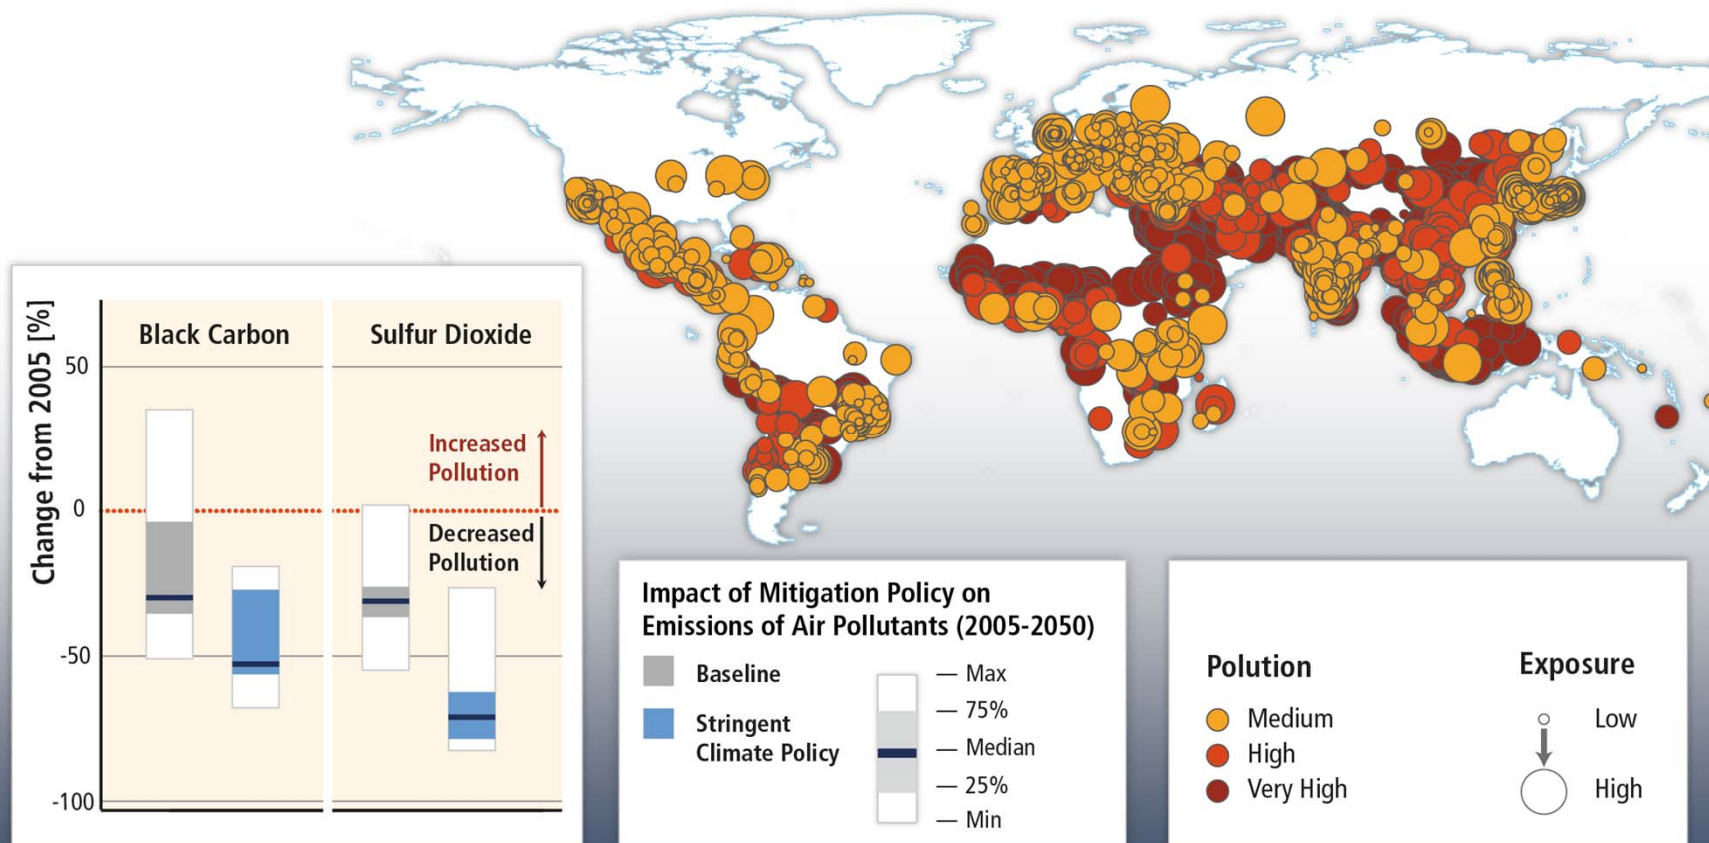 Change from 2005 [%]
50
0
-50
-100
Black Carbon
Sulfur Dioxide
Increased
Pollution
Decreased
Pollution
Impact of Mitigation Policy on
Emissions of Air Pollutants (2005-2050)
Baseline
Stringent
Climate Policy
Max
75%
Median
25%
Min
Polution
Medium
High
Very High
Exposure
Low
High